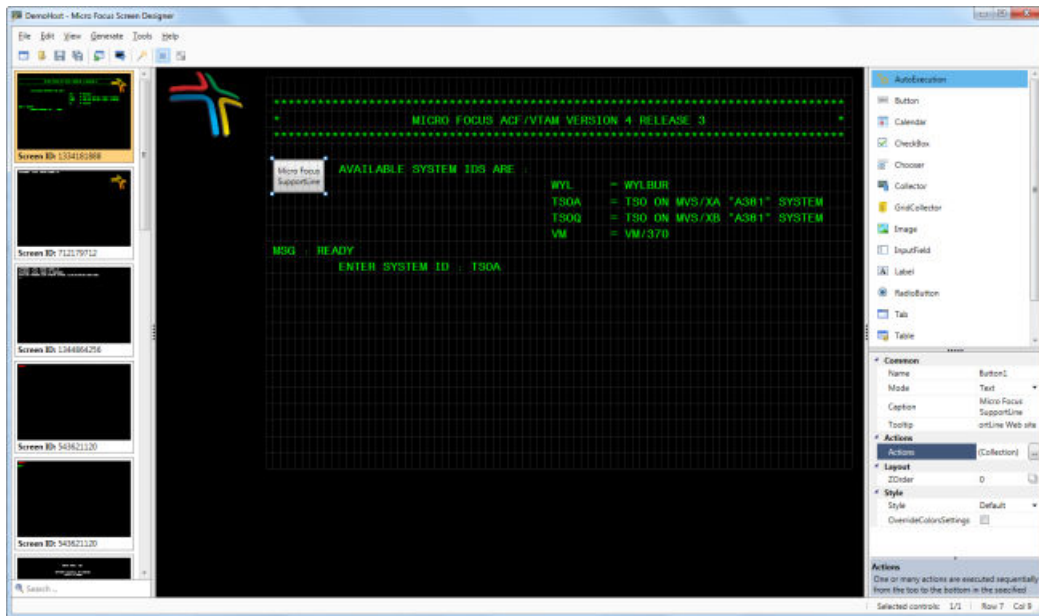 DemoHost - Micro Focus Screen Designer
File Edit View Generate Tools Help
Screen ID: 1334181868
Screen ID: 712179712
Screen ID: 1344864256
Screen ID: 543621120
Screen ID: 543621120
Search ...
*
MICRO FOCUS ACF/VTAM VERSION 4 RELEASE 3
*
Micro Focus
SupportLine
AVAILABLE SYSTEM IDS ARE :
WYL = WYLBUR
TSOA = TSO ON MVS/XA "A381" SYSTEM
TSOQ = TSO ON MVS/XB "A381" SYSTEM
VM = VM/370
MSG : READY
ENTER SYSTEM ID : TSOA
AutoExecution
Button
Calendar
CheckBox
Chooser
Collector
GridCollector
Image
InputField
Label
RadioButton
Tab
Table
Common
Name Button1
Mode Text
Caption Micro Focus
SupportLine
Tooltip ortLine Web site
Actions
Actions (Collection) ...
Layout
ZOrder 0
Style
Style Default
OverrideColorsSettings
Actions
One or many actions are executed sequentially
from the top to the bottom in the specified
Selected controls: 1/1 Row 7 Col 9